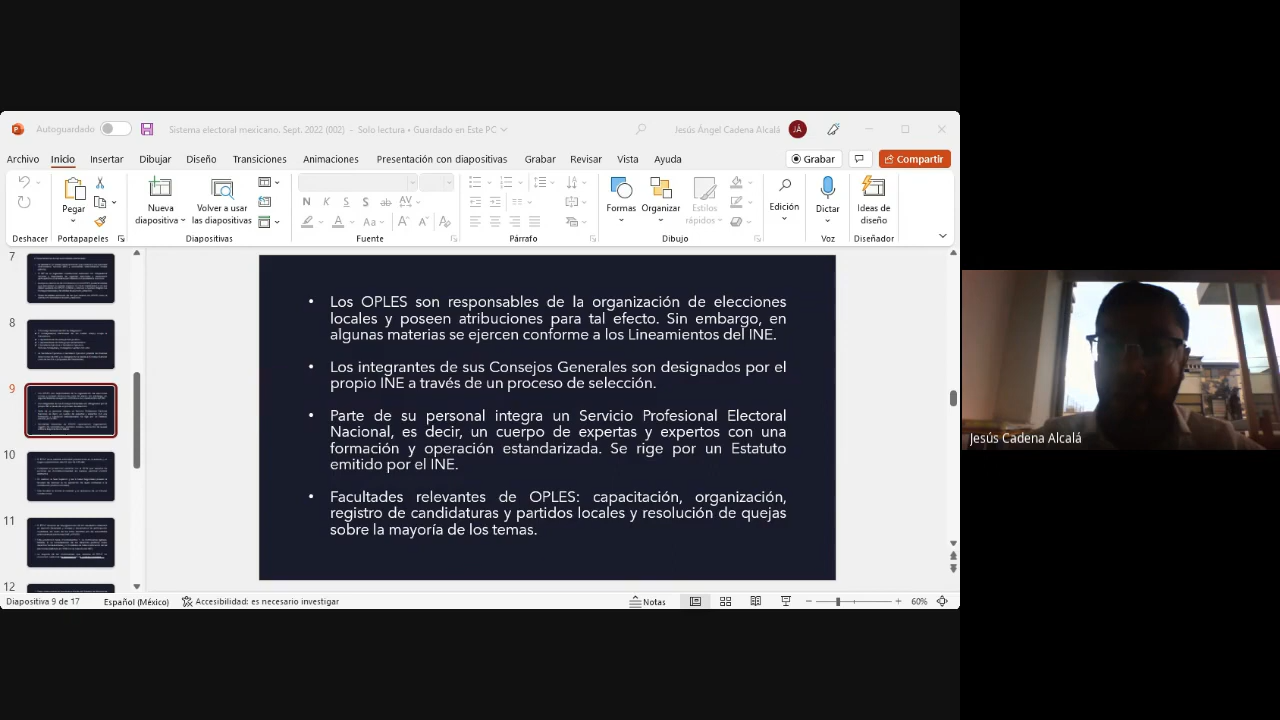 Autoguardado
Sistema electoral mexicano. Sept. 2022 (002) - Solo lectura • Guardado en Este PC
Jesús Ángel Cadena Alcalá
JÁ
Archivo Inicio Insertar Dibujar Diseño Transiciones Animaciones Presentación con diapositivas Grabar Revisar Vista Ayuda
Grabar
Compartir
Pegar
Nueva diapositiva
Volver a usar las diapositivas
N K S S ab AV
Aa A A A
Formas
Organizar
Estilos rápidos
Edición
Dictar
Ideas de diseño
Deshacer Portapapeles Diapositivas Fuente Párrafo Dibujo Voz Diseñador
7
8
9
10
11
12
• Los OPLES son responsables de la organización de elecciones
locales y poseen atribuciones para tal efecto. Sin embargo, en
algunas materias se ejercen conforme a los Lineamientos del INE.
• Los integrantes de sus Consejos Generales son designados por el
propio INE a través de un proceso de selección.
• Parte de su personal integra un Servicio Profesional Electoral
Nacional, es decir, un cuerpo de expertas y expertos con una
formación y operación estandarizada. Se rige por un Estatuto
emitido por el INE.
• Facultades relevantes de OPLES: capacitación, organización,
registro de candidaturas y partidos locales y resolución de quejas
sobre la mayoría de los temas.
Jesús Cadena Alcalá
Diapositiva 9 de 17 Español (México) Accesibilidad: es necesario investigar Notas 60%